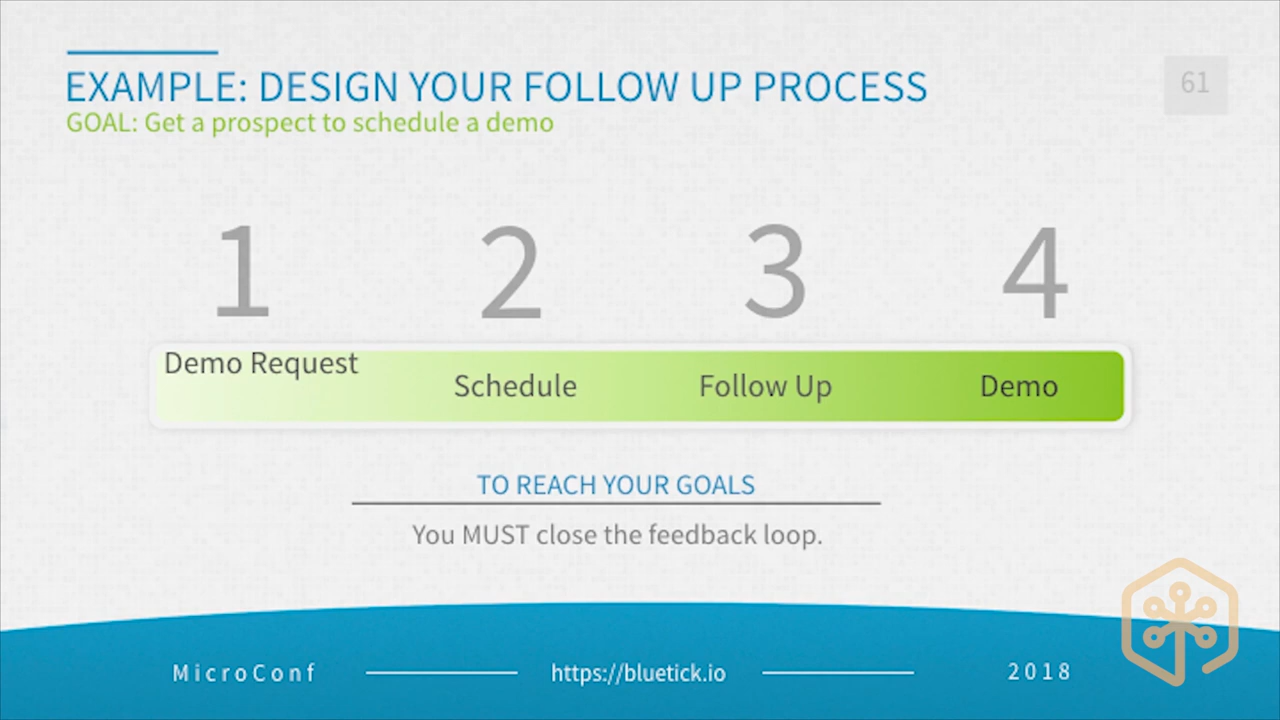 EXAMPLE: DESIGN YOUR FOLLOW UP PROCESS
61
GOAL: Get a prospect to schedule a demo
1 2 3 4
Demo Request Schedule Follow Up Demo
TO REACH YOUR GOALS
You MUST close the feedback loop.
MicroConf https://bluetick.io 2018